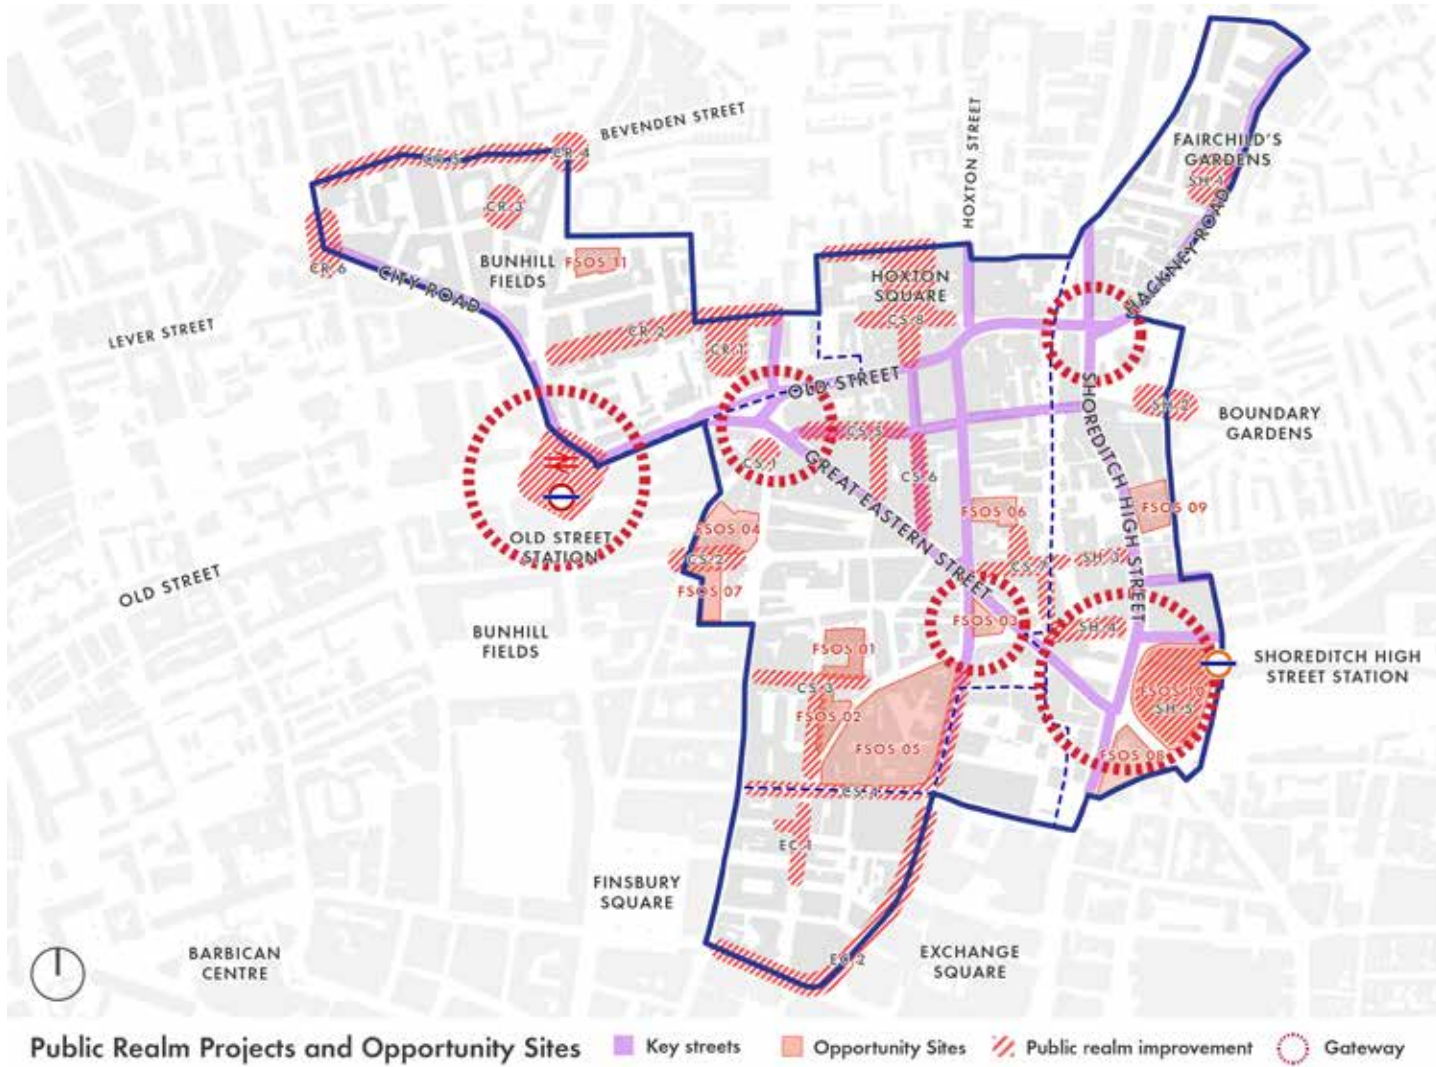 BEVENDEN STREET
HOXTON STREET
FAIRCHILD'S
GARDENS
SH-1
HACKNEY ROAD
CR-5
CR-4
CR-3
CR-6
CITY ROAD
BUNHILL
FIELDS
FSOS 11
HOXTON
SQUARE
CS-8
LEVER STREET
CR-2
CR-1
OLD STREET
SHOREDITCH HIGH STREET
SH-2
BOUNDARY
GARDENS
CS-5
CS-1
GREAT EASTERN STREET
CS-6
FSOS 06
FSOS 09
OLD STREET
STATION
FSOS 04
CS-2
FSOS 07
CS-7
SH-3
OLD STREET
BUNHILL
FIELDS
FSOS 03
SH-4
FSOS 01
SHOREDITCH HIGH
STREET STATION
CS-3
FSOS 02
FSOS 10
SH-5
FSOS 05
FSOS 08
CS-4
EC-1
FINSBURY
SQUARE
BARBICAN
CENTRE
EC-2
EXCHANGE
SQUARE
Public Realm Projects and Opportunity Sites
Key streets
Opportunity Sites
Public realm improvement
Gateway